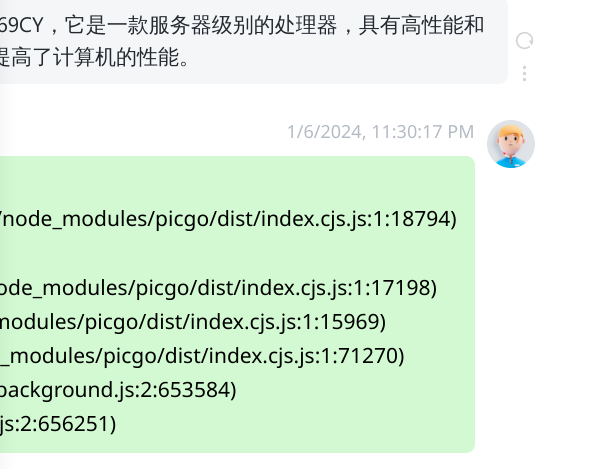 69CY，它是一款服务器级别的处理器，具有高性能和
提高了计算机的性能。
1/6/2024, 11:30:17 PM
/node_modules/picgo/dist/index.cjs.js:1:18794)
ode_modules/picgo/dist/index.cjs.js:1:17198)
modules/picgo/dist/index.cjs.js:1:15969)
_modules/picgo/dist/index.cjs.js:1:71270)
background.js:2:653584)
js:2:656251)